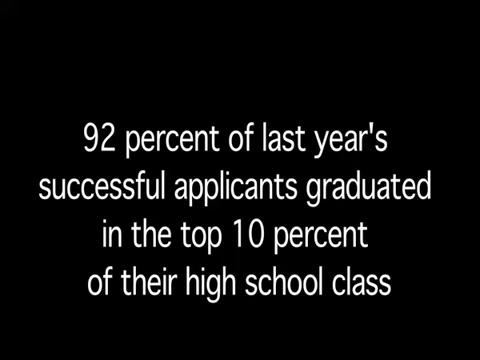 92 percent of last year's
successful applicants graduated
in the top 10 percent
of their high school class